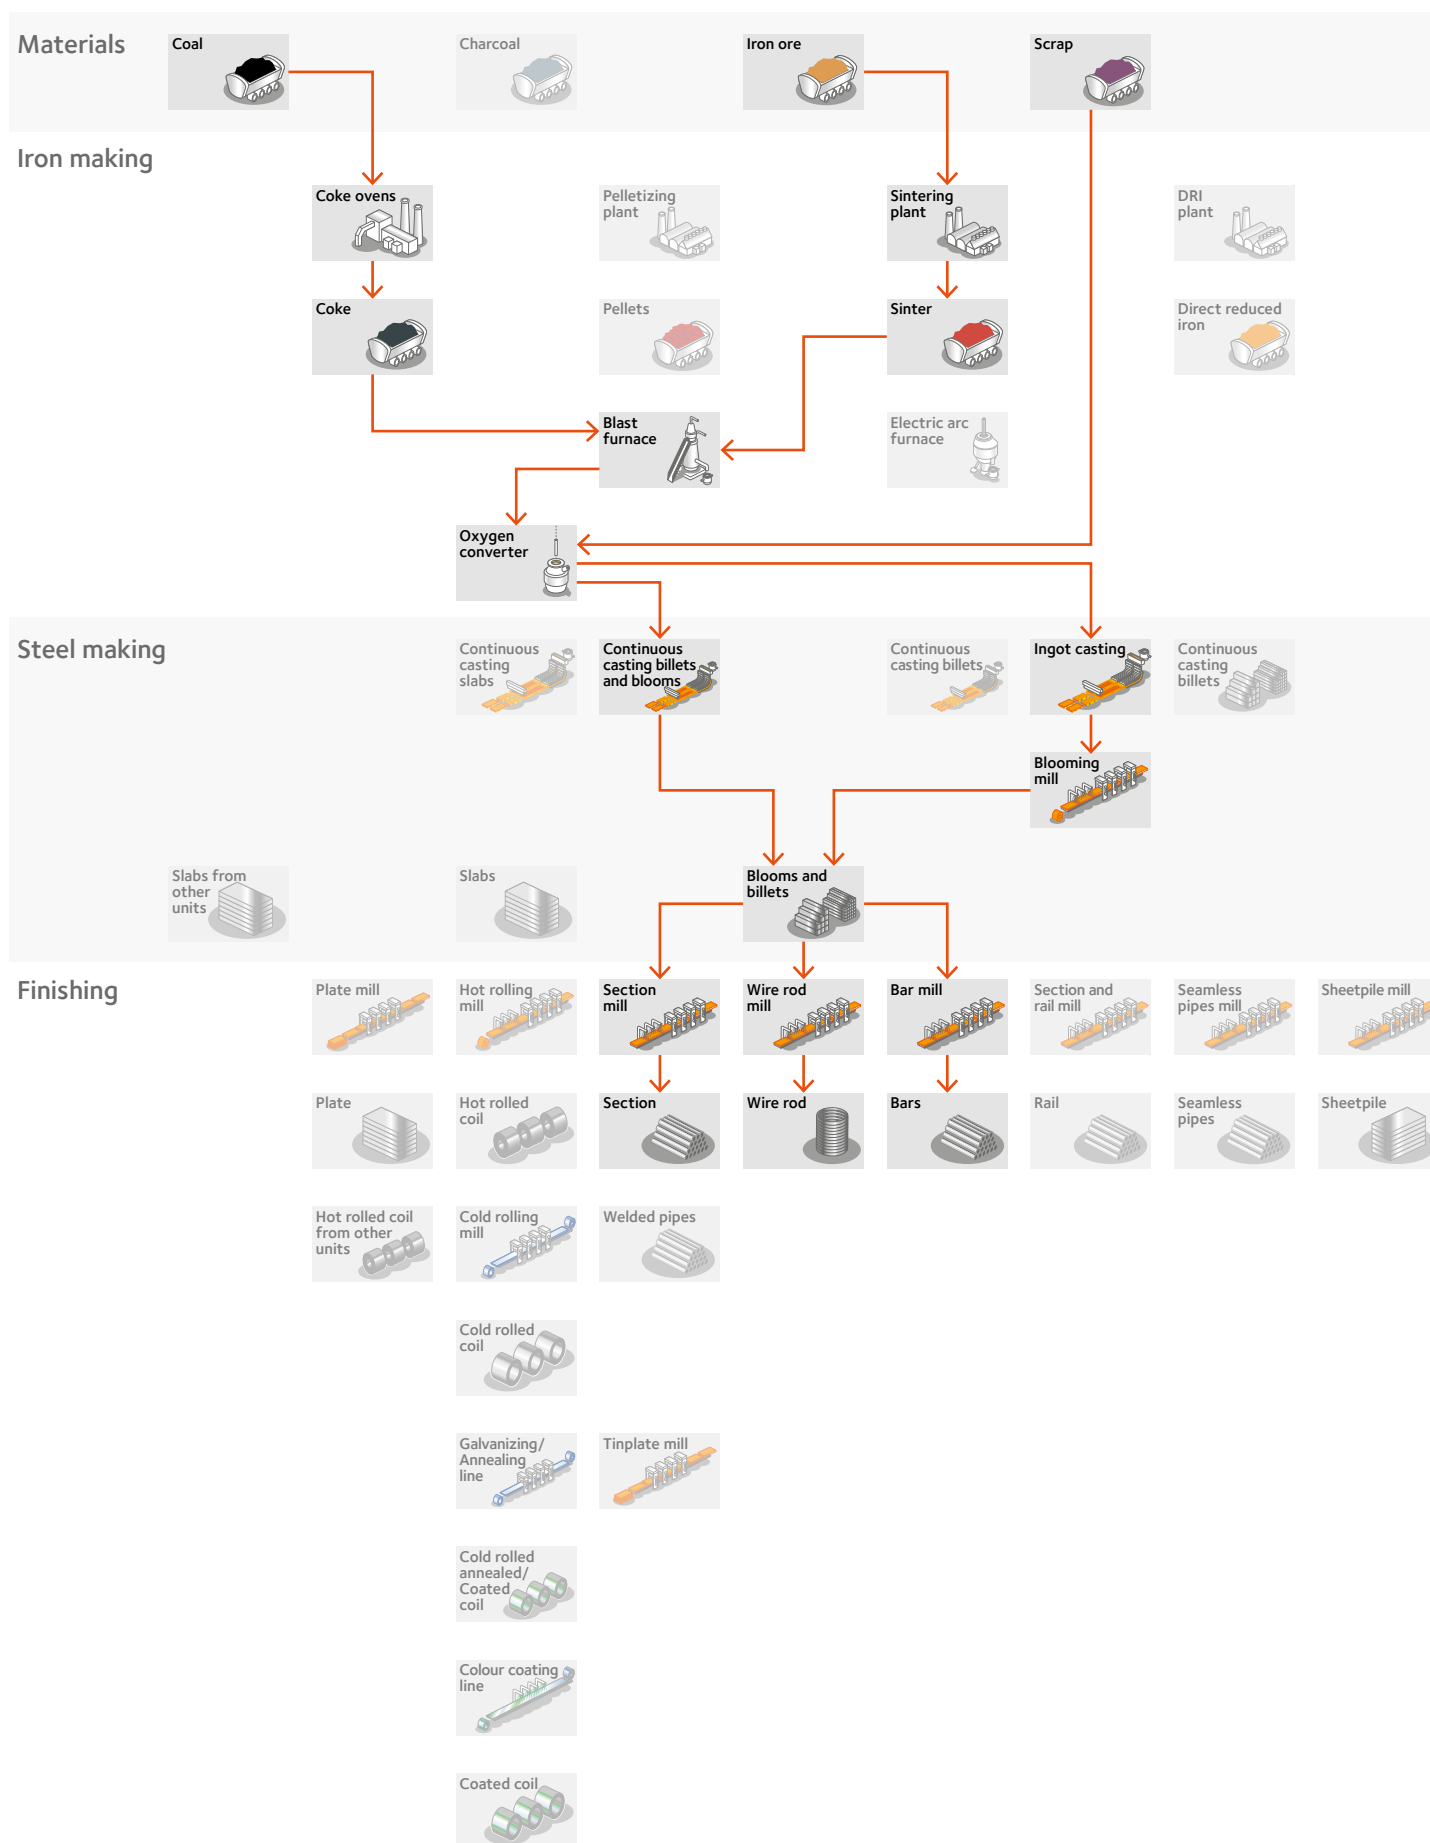 Materials
Coal
Charcoal
Iron ore
Scrap
Iron making
Coke ovens
Pelletizing
plant
Sintering
plant
DRI
plant
Coke
Pellets
Sinter
Direct reduced
iron
Blast
furnace
Electric arc
furnace
Oxygen
converter
Steel making
Continuous
casting
slabs
Continuous
casting billets
and blooms
Continuous
casting billets
Ingot casting
Continuous
casting
billets
Blooming
mill
Slabs from
other
units
Slabs
Blooms and
billets
Finishing
Plate mill
Hot rolling
mill
Section
mill
Wire rod
mill
Bar mill
Section and
rail mill
Seamless
pipes mill
Sheetpile mill
Plate
Hot rolled
coil
Section
Wire rod
Bars
Rail
Seamless
pipes
Sheetpile
Hot rolled coil
from other
units
Cold rolling
mill
Welded pipes
Cold rolled
coil
Galvanizing/
Annealing
line
Tinplate mill
Cold rolled
annealed/
Coated
coil
Colour coating
line
Coated coil